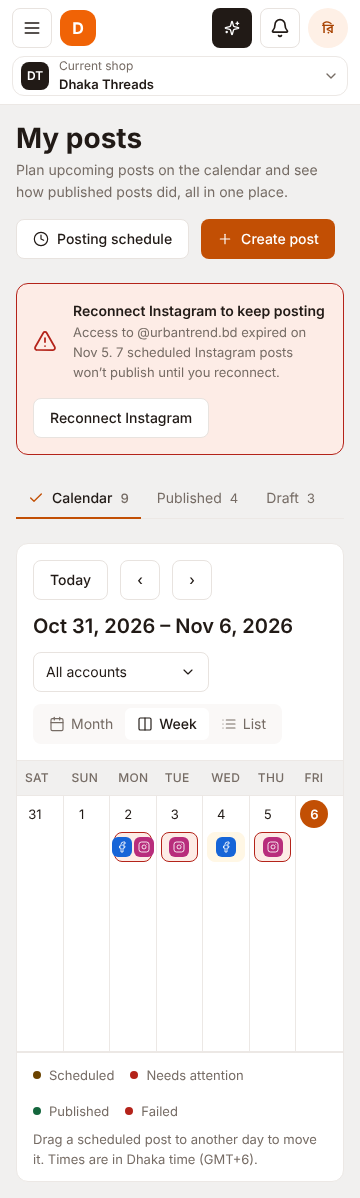 D
রি
DT
Current shop
Dhaka Threads
My posts
Plan upcoming posts on the calendar and see
how published posts did, all in one place.
Posting schedule
Create post
Reconnect Instagram to keep posting
Access to @urbantrend.bd expired on
Nov 5. 7 scheduled Instagram posts
won’t publish until you reconnect.
Reconnect Instagram
Calendar 9 Published 4 Draft 3
Today ‹ ›
Oct 31, 2026 – Nov 6, 2026
All accounts
Month Week List
SAT SUN MON TUE WED THU FRI
31 1 2 3 4 5 6
Scheduled Needs attention
Published Failed
Drag a scheduled post to another day to move
it. Times are in Dhaka time (GMT+6).